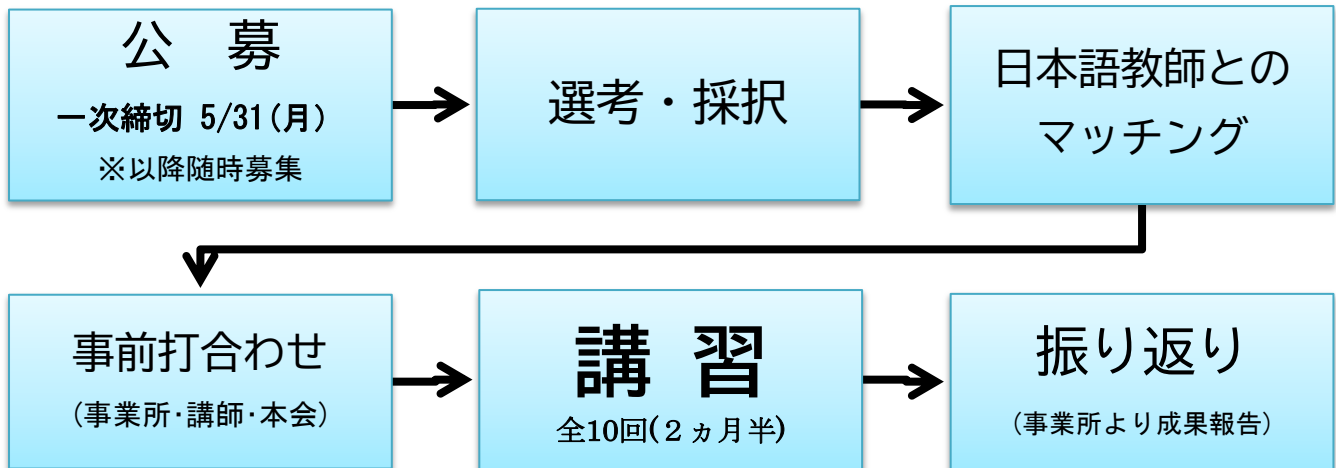 公　募
一次締切 5/31(月)
※以降随時募集
選考・採択
日本語教師との
マッチング
事前打合わせ
(事業所・講師・本会)
講 習
全10回(２ヵ月半)
振り返り
(事業所より成果報告)